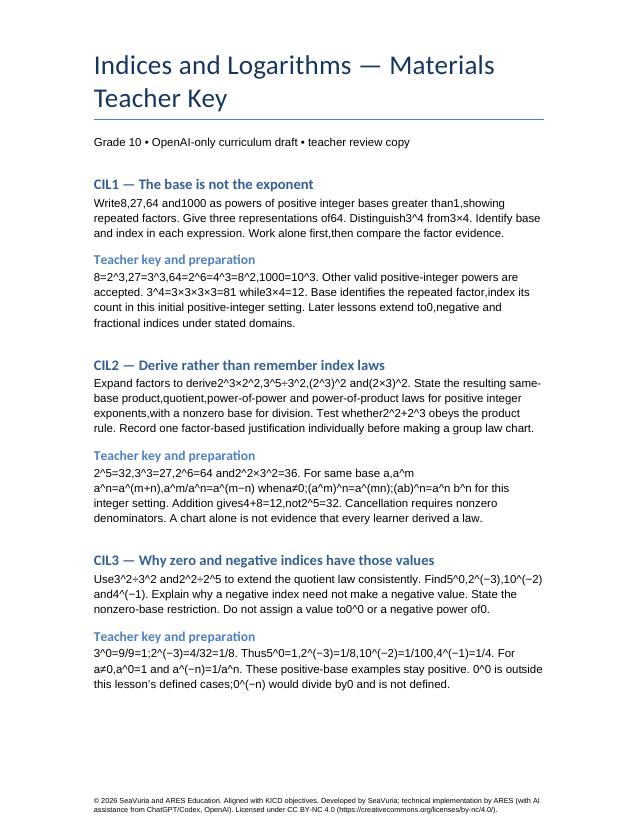 Indices and Logarithms — Materials
Teacher Key
Grade 10 • OpenAI-only curriculum draft • teacher review copy
CIL1 — The base is not the exponent
Write8,27,64 and1000 as powers of positive integer bases greater than1,showing
repeated factors. Give three representations of64. Distinguish3^4 from3×4. Identify base
and index in each expression. Work alone first,then compare the factor evidence.
Teacher key and preparation
8=2^3,27=3^3,64=2^6=4^3=8^2,1000=10^3. Other valid positive-integer powers are
accepted. 3^4=3×3×3×3=81 while3×4=12. Base identifies the repeated factor,index its
count in this initial positive-integer setting. Later lessons extend to0,negative and
fractional indices under stated domains.
CIL2 — Derive rather than remember index laws
Expand factors to derive2^3×2^2,3^5÷3^2,(2^3)^2 and(2×3)^2. State the resulting same-
base product,quotient,power-of-power and power-of-product laws for positive integer
exponents,with a nonzero base for division. Test whether2^2+2^3 obeys the product
rule. Record one factor-based justification individually before making a group law chart.
Teacher key and preparation
2^5=32,3^3=27,2^6=64 and2^2×3^2=36. For same base a,a^m
a^n=a^(m+n),a^m/a^n=a^(m−n) whena≠0;(a^m)^n=a^(mn);(ab)^n=a^n b^n for this
integer setting. Addition gives4+8=12,not2^5=32. Cancellation requires nonzero
denominators. A chart alone is not evidence that every learner derived a law.
CIL3 — Why zero and negative indices have those values
Use3^2÷3^2 and2^2÷2^5 to extend the quotient law consistently. Find5^0,2^(−3),10^(−2)
and4^(−1). Explain why a negative index need not make a negative value. State the
nonzero-base restriction. Do not assign a value to0^0 or a negative power of0.
Teacher key and preparation
3^0=9/9=1;2^(−3)=4/32=1/8. Thus5^0=1,2^(−3)=1/8,10^(−2)=1/100,4^(−1)=1/4. For
a≠0,a^0=1 and a^(−n)=1/a^n. These positive-base examples stay positive. 0^0 is outside
this lesson’s defined cases;0^(−n) would divide by0 and is not defined.
© 2026 SeaVuria and ARES Education. Aligned with KICD objectives. Developed by SeaVuria; technical implementation by ARES (with AI
assistance from ChatGPT/Codex, OpenAI). Licensed under CC BY-NC 4.0 (https://creativecommons.org/licenses/by-nc/4.0/).